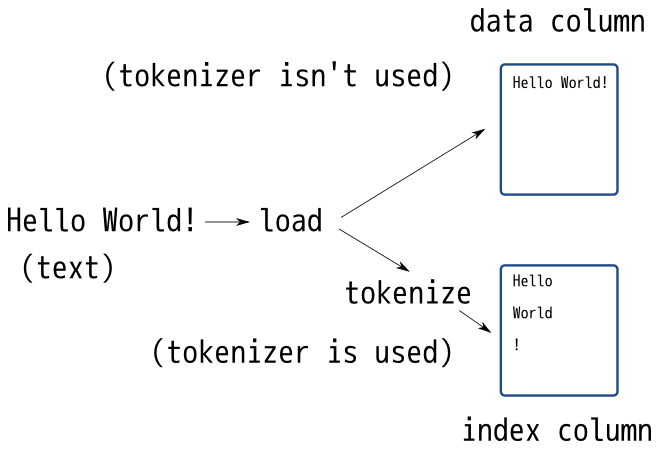 data column
(tokenizer isn't used)
Hello World!
Hello World!
load
(text)
tokenize
(tokenizer is used)
Hello
World
!
index column